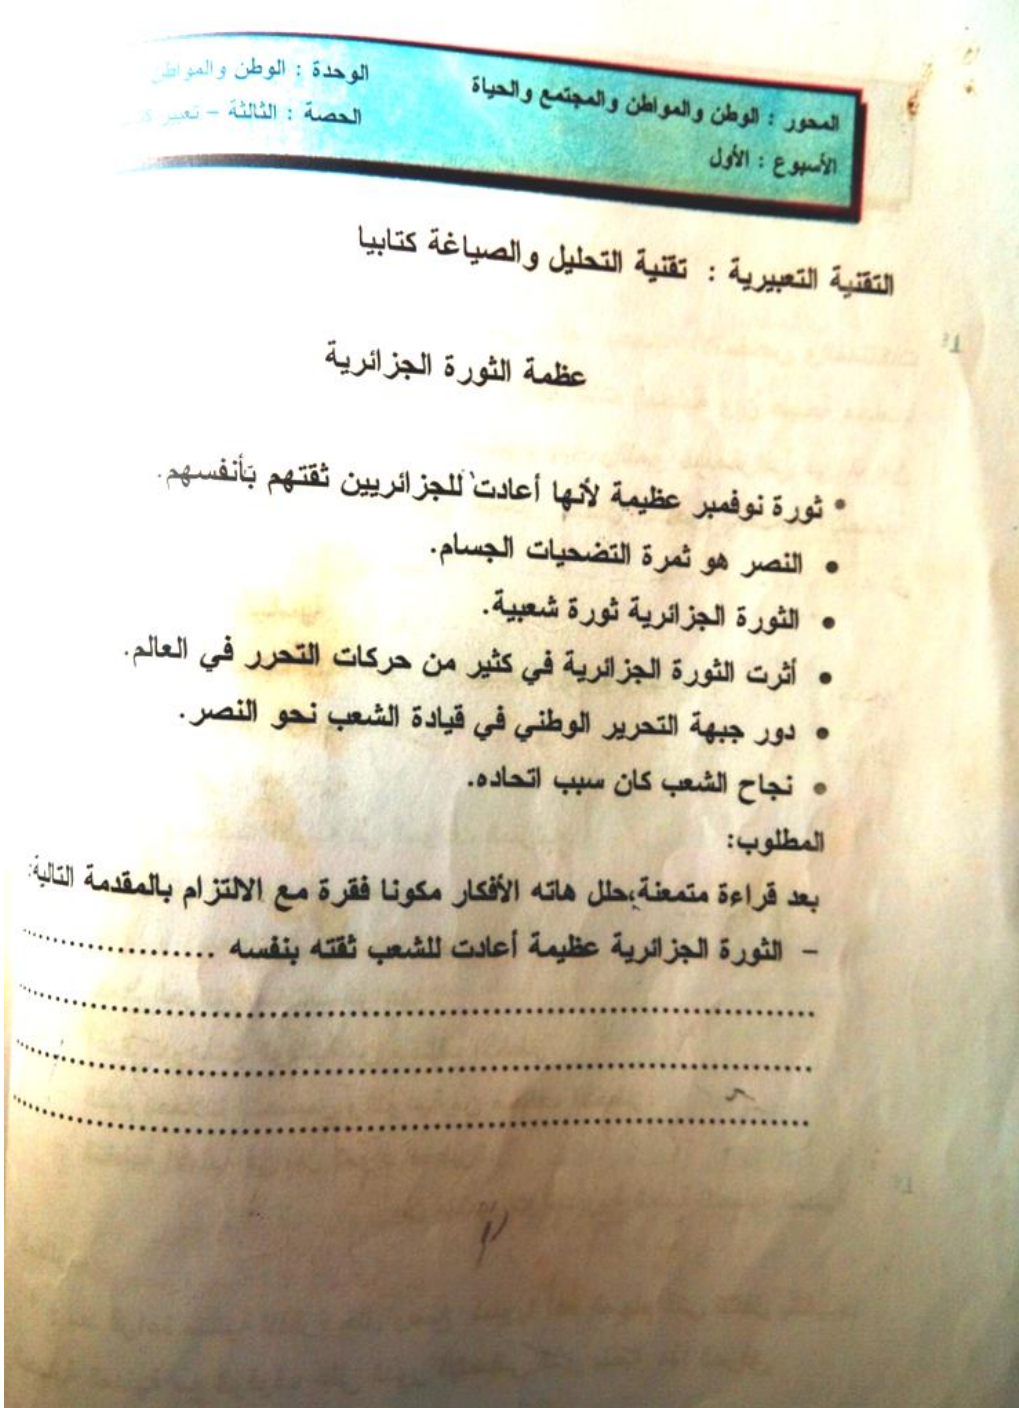 المحور : الوطن والمواطن والمجتمع والحياة
الأسبوع : الأول
الوحدة : الوطن والمواطن
الحصة : الثالثة –
التقنية التعبيرية : تقنية التحليل والصياغة كتابيا
عظمة الثورة الجزائرية
• ثورة نوفمبر عظيمة لأنها أعادت للجزائريين ثقتهم بأنفسهم.
• النصر هو ثمرة التضحيات الجسام.
• الثورة الجزائرية ثورة شعبية.
• أثرت الثورة الجزائرية في كثير من حركات التحرر في العالم.
• دور جبهة التحرير الوطني في قيادة الشعب نحو النصر.
• نجاح الشعب كان سبب اتحاده.
المطلوب:
بعد قراءة متمعنة،حلل هاته الأفكار مكونا فقرة مع الالتزام بالمقدمة التالية:
– الثورة الجزائرية عظيمة أعادت للشعب ثقته بنفسه ..................